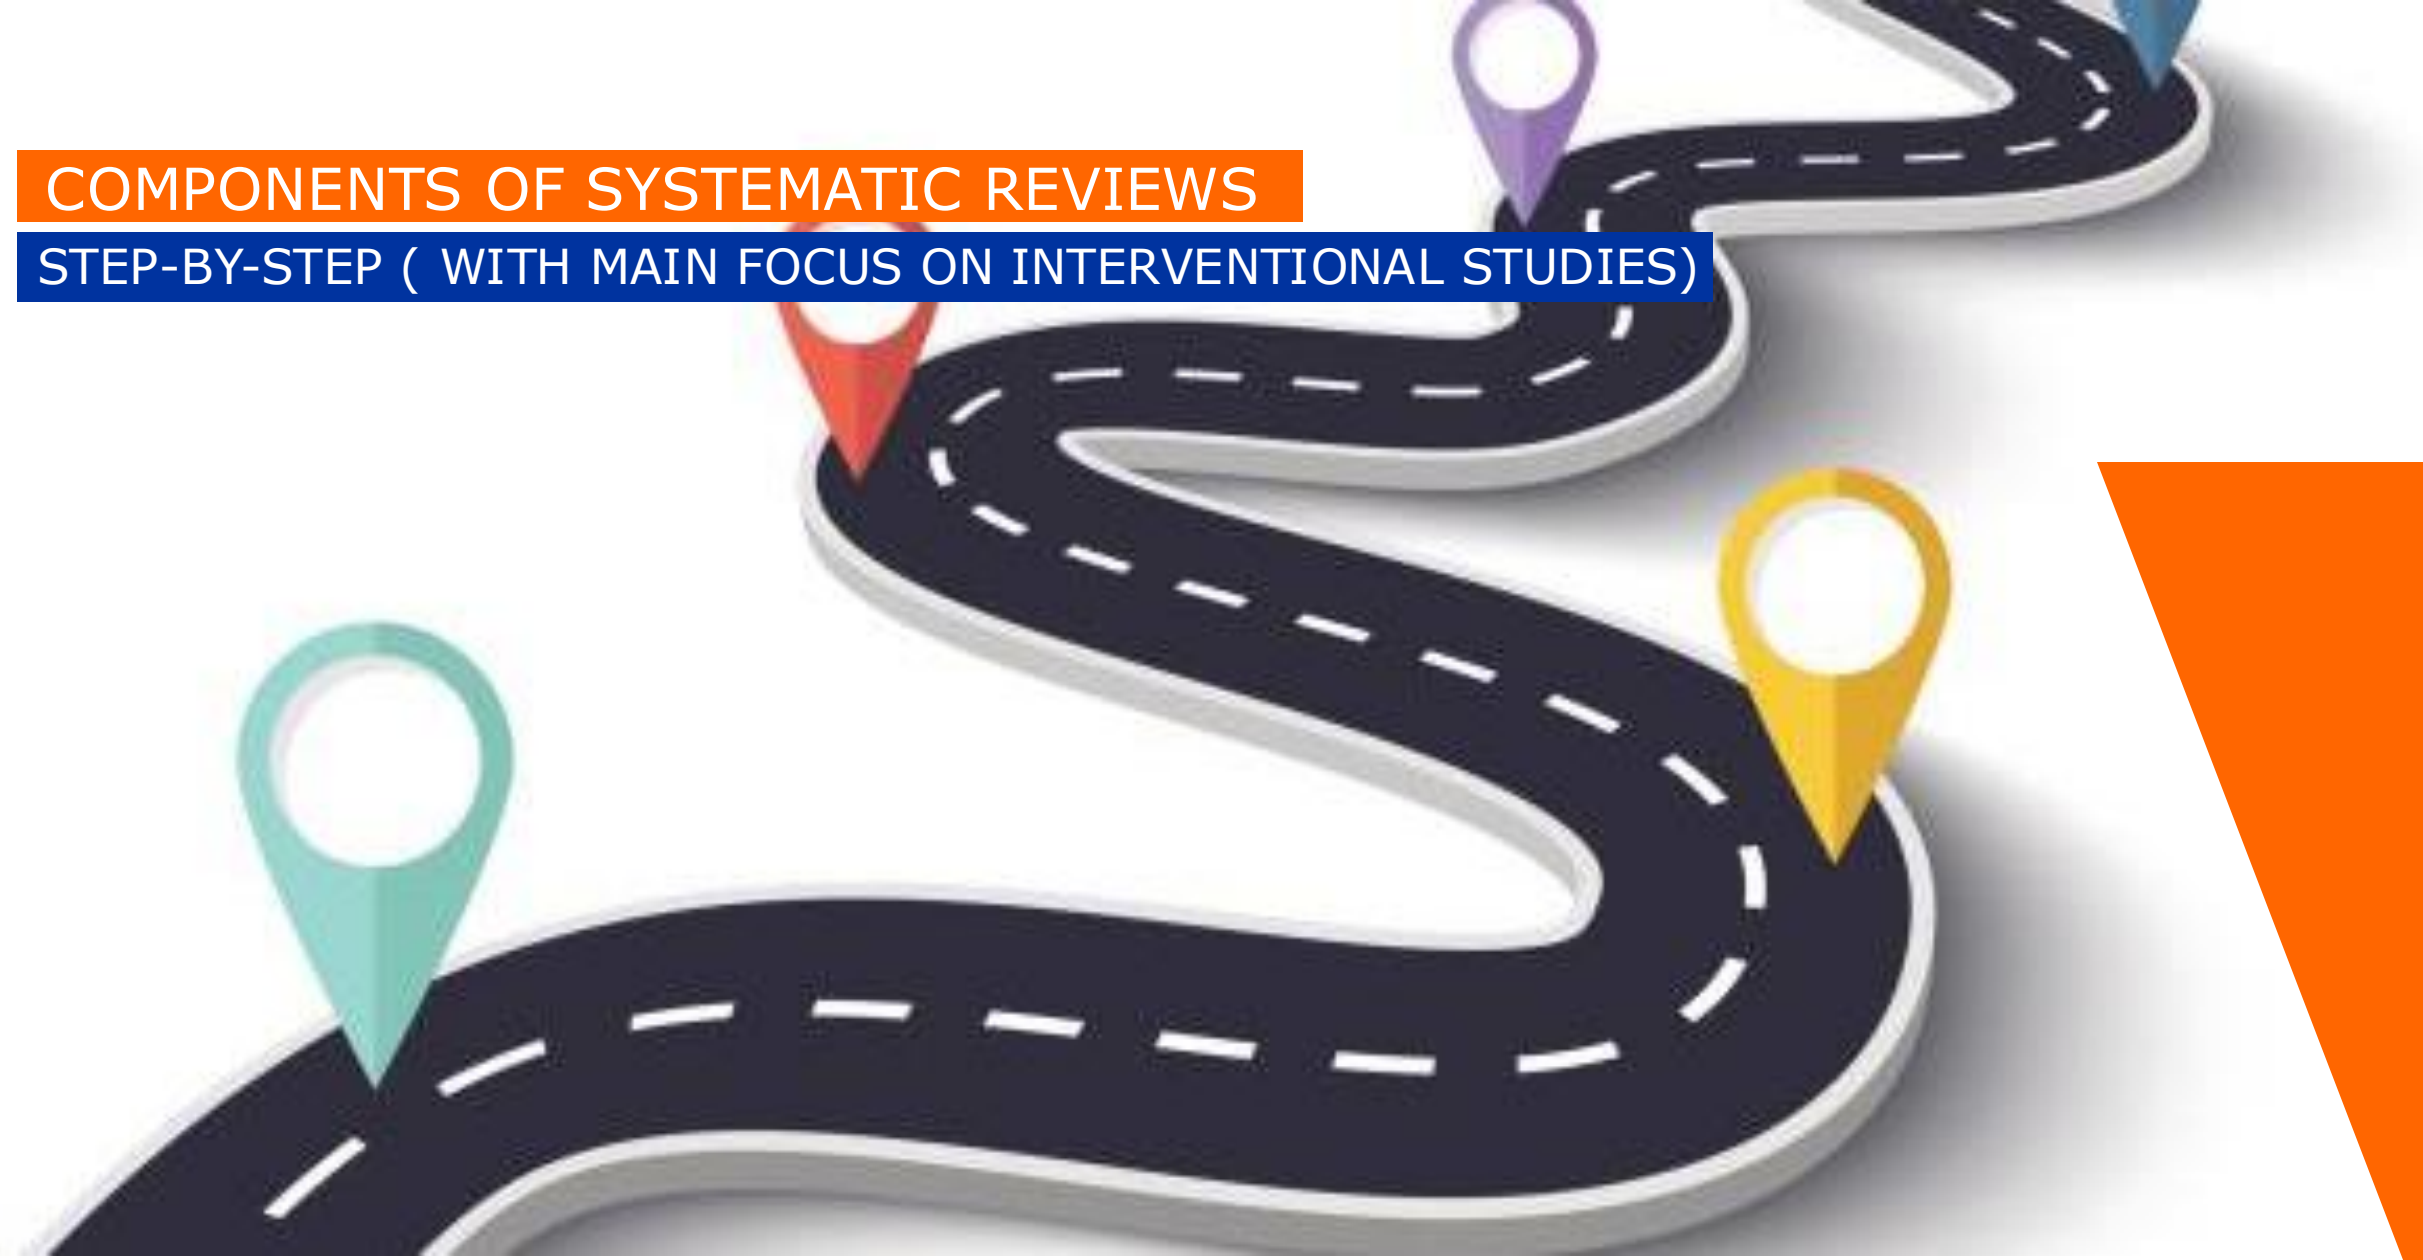 COMPONENTS OF SYSTEMATIC REVIEWS
STEP-BY-STEP ( WITH MAIN FOCUS ON INTERVENTIONAL STUDIES)